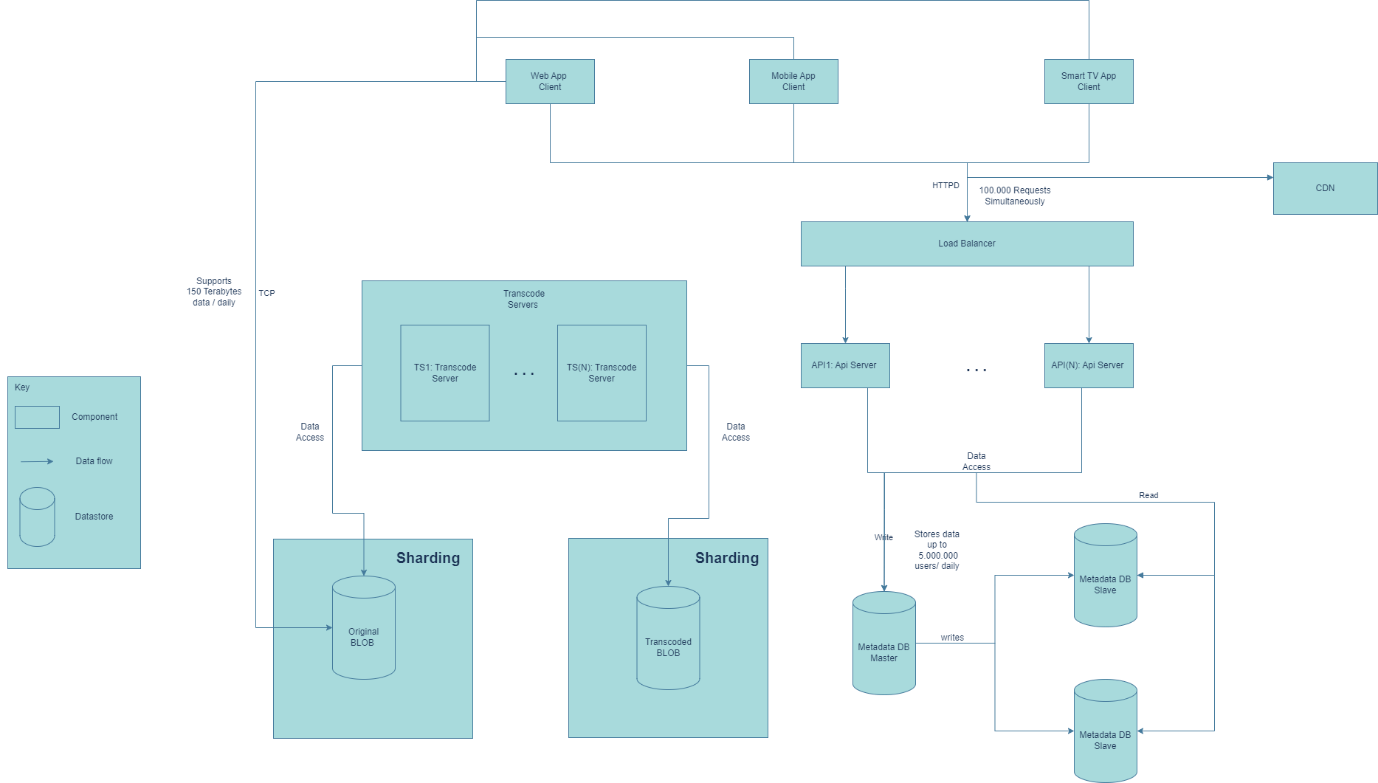 Web App
Client
Mobile App
Client
Smart TV App
Client
HTTPD
100.000 Requests
Simultaneously
CDN
Load Balancer
Supports
150 Terabytes
data / daily
TCP
Transcode
Servers
TS1: Transcode
Server
. . .
TS(N): Transcode
Server
API1: Api Server
. . .
API(N): Api Server
Key
Component
Data flow
Datastore
Data
Access
Data
Access
Data
Access
Read
Write
Stores data
up to
5.000.000
users/ daily
Sharding
Original
BLOB
Sharding
Transcoded
BLOB
Metadata DB
Master
writes
Metadata DB
Slave
Metadata DB
Slave